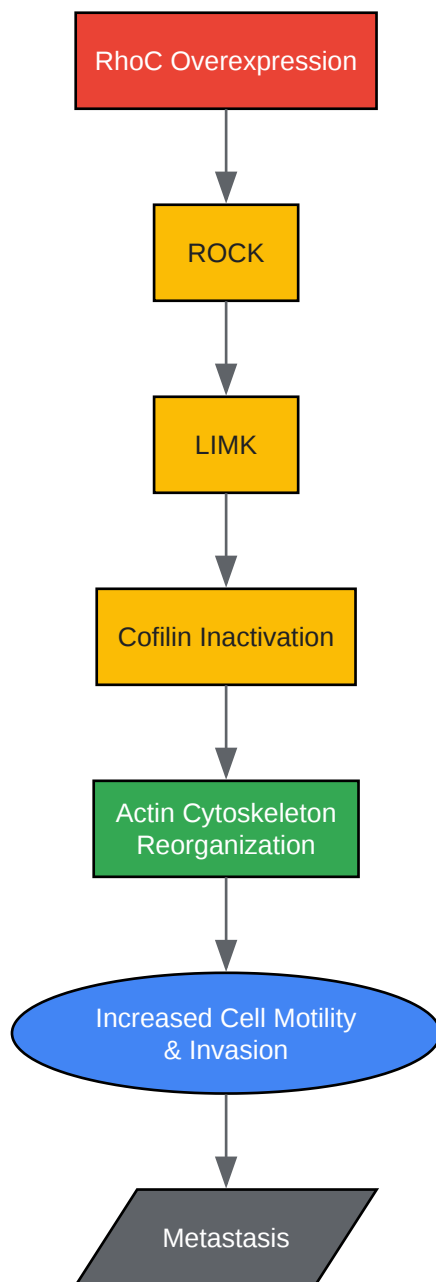 RhoC Overexpression
ROCK
LIMK
Cofilin Inactivation
Actin Cytoskeleton
Reorganization
Increased Cell Motility
& Invasion
Metastasis